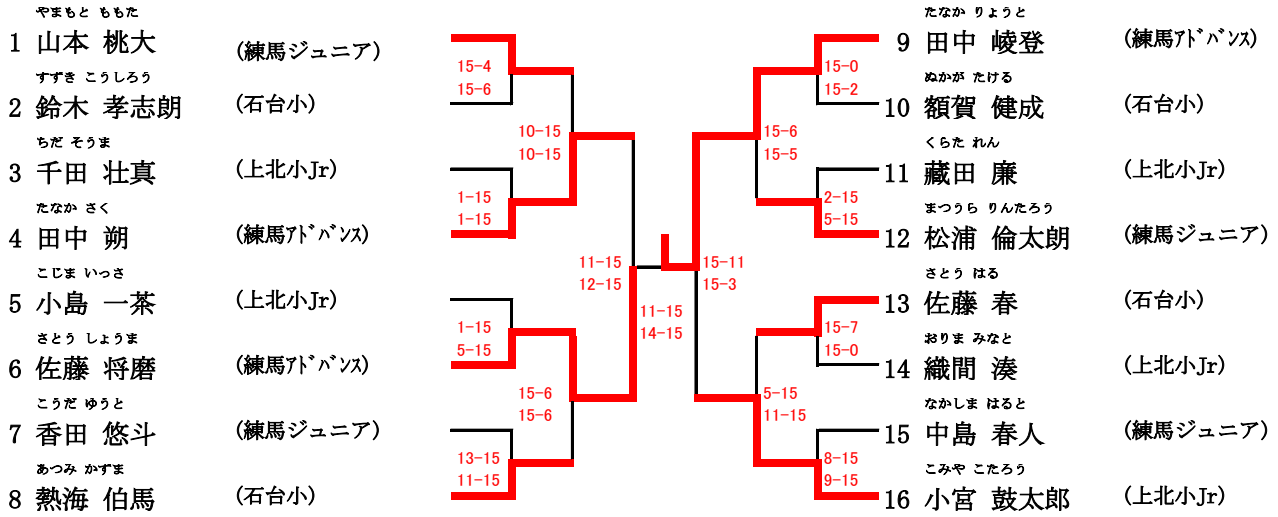 やまもと ももた
1 山本 桃大 (練馬ジュニア)
すずき こうしろう
2 鈴木 孝志朗 (石台小)
ちだ そうま
3 千田 壮真 (上北小Jr)
たなか さく
4 田中 朔 (練馬ｱﾄﾞﾊﾞﾝｽ)
こじま いっさ
5 小島 一茶 (上北小Jr)
さとう しょうま
6 佐藤 将磨 (練馬ｱﾄﾞﾊﾞﾝｽ)
こうだ ゆうと
7 香田 悠斗 (練馬ジュニア)
あつみ かずま
8 熱海 伯馬 (石台小)
15-4
15-6
1-15
1-15
1-15
5-15
13-15
11-15
10-15
10-15
15-6
15-6
11-15
12-15
11-15
14-15
15-11
15-3
15-6
15-5
5-15
11-15
15-0
15-2
2-15
5-15
15-7
15-0
8-15
9-15
たなか りょうと
9 田中 崚登 (練馬ｱﾄﾞﾊﾞﾝｽ)
ぬかが たける
10 額賀 健成 (石台小)
くらた れん
11 藏田 廉 (上北小Jr)
まつうら りんたろう
12 松浦 倫太朗 (練馬ジュニア)
さとう はる
13 佐藤 春 (石台小)
おりま みなと
14 織間 湊 (上北小Jr)
なかしま はると
15 中島 春人 (練馬ジュニア)
こみや こたろう
16 小宮 鼓太郎 (上北小Jr)